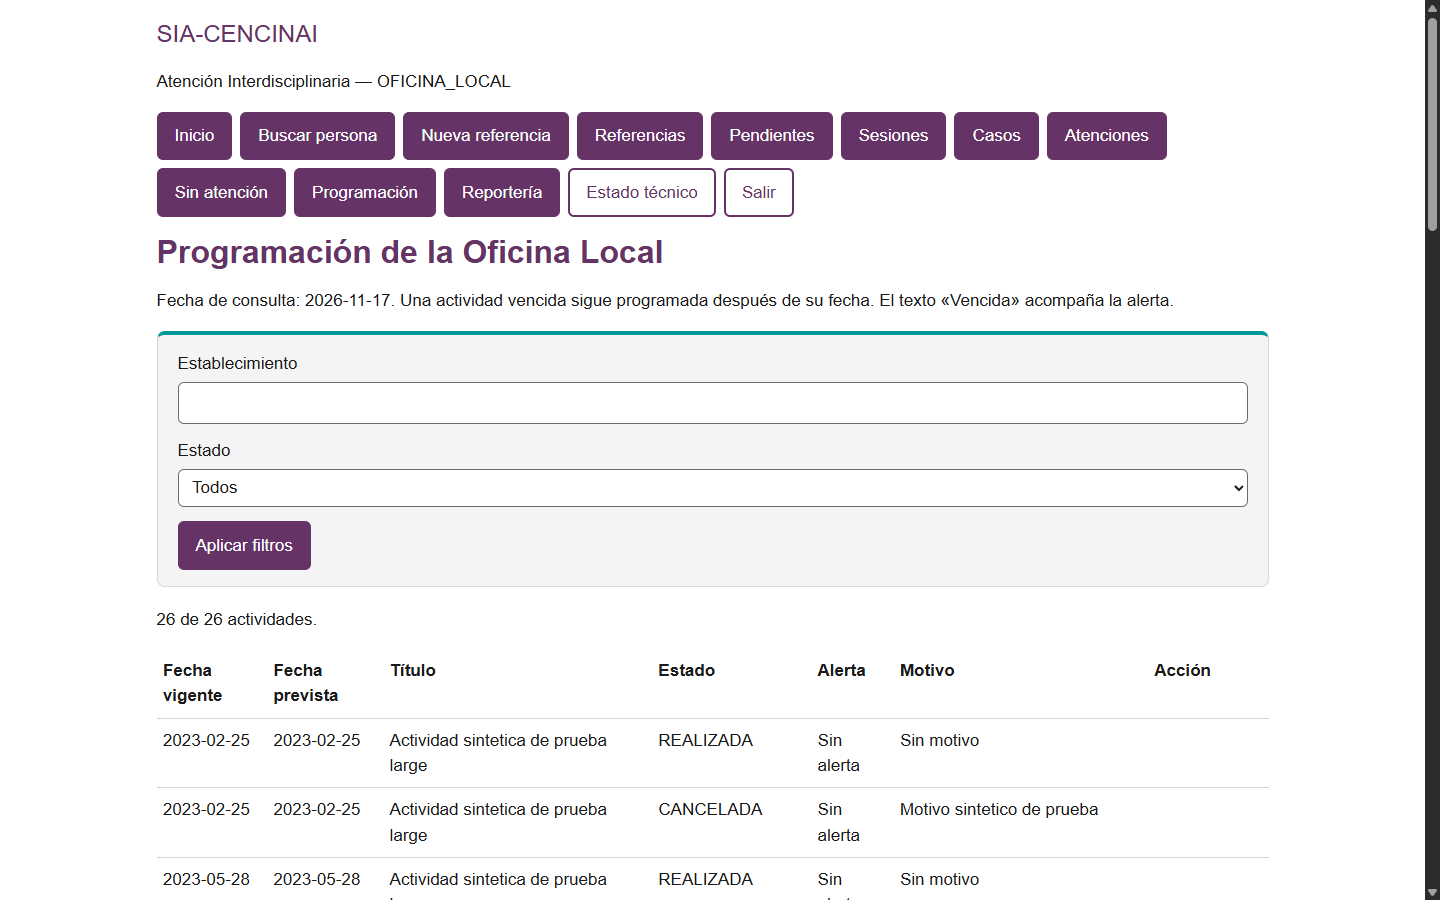 SIA-CENCINAI
Atención Interdisciplinaria — OFICINA_LOCAL
Inicio Buscar persona Nueva referencia Referencias Pendientes Sesiones Casos Atenciones
Sin atención Programación Reportería Estado técnico Salir
Programación de la Oficina Local
Fecha de consulta: 2026-11-17. Una actividad vencida sigue programada después de su fecha. El texto «Vencida» acompaña la alerta.
Establecimiento
Estado
Todos
Aplicar filtros
26 de 26 actividades.
Fecha vigente Fecha prevista Título Estado Alerta Motivo Acción
2023-02-25 2023-02-25 Actividad sintetica de prueba large REALIZADA Sin alerta Sin motivo
2023-02-25 2023-02-25 Actividad sintetica de prueba large CANCELADA Sin alerta Motivo sintetico de prueba
2023-05-28 2023-05-28 Actividad sintetica de prueba REALIZADA Sin Sin motivo